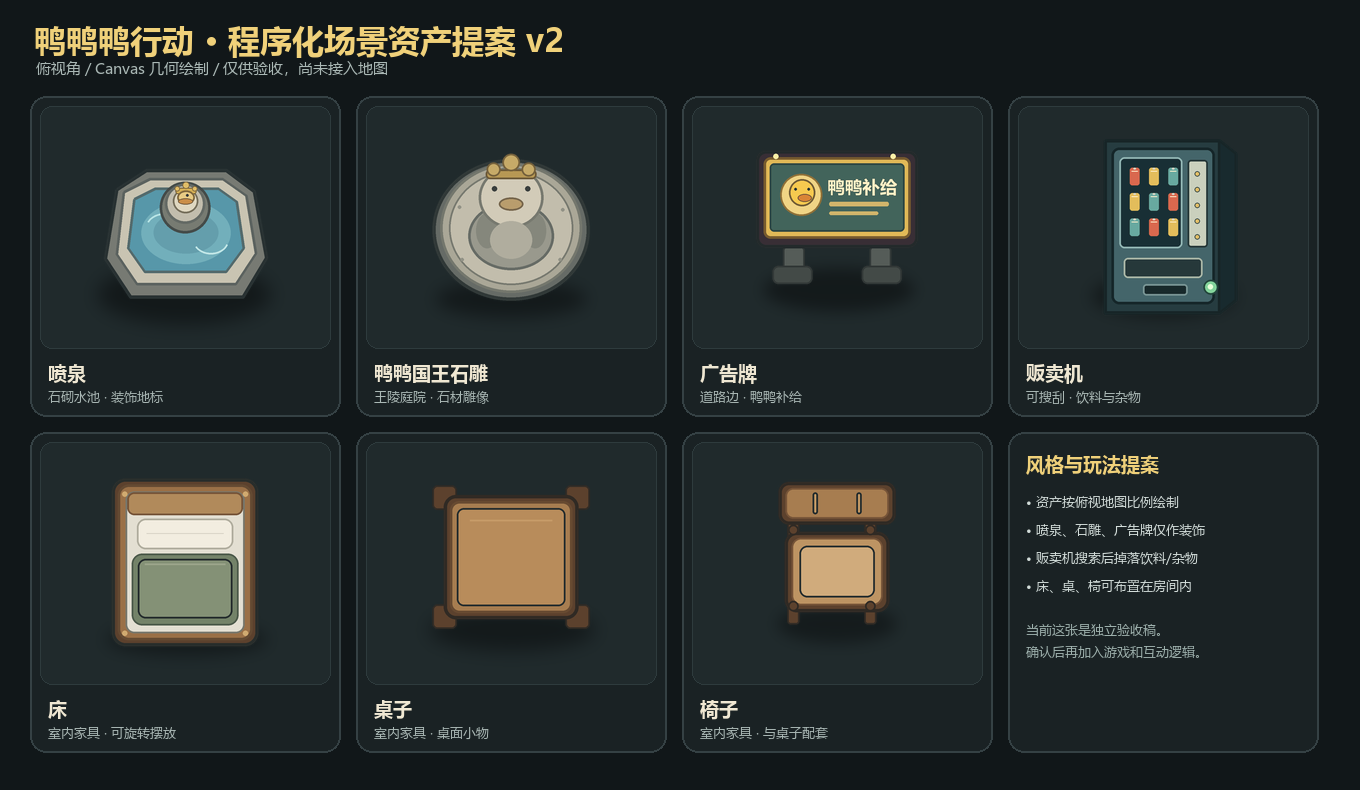 鸭鸭鸭行动 · 程序化场景资产提案 v2
俯视角 / Canvas 几何绘制 / 仅供验收，尚未接入地图
鸭鸭补给
喷泉
石砌水池 · 装饰地标
鸭鸭国王石雕
王陵庭院 · 石材雕像
广告牌
道路边 · 鸭鸭补给
贩卖机
可搜刮 · 饮料与杂物
床
室内家具 · 可旋转摆放
桌子
室内家具 · 桌面小物
椅子
室内家具 · 与桌子配套
风格与玩法提案
• 资产按俯视地图比例绘制
• 喷泉、石雕、广告牌仅作装饰
• 贩卖机搜索后掉落饮料/杂物
• 床、桌、椅可布置在房间内
当前这张是独立验收稿。
确认后再加入游戏和互动逻辑。